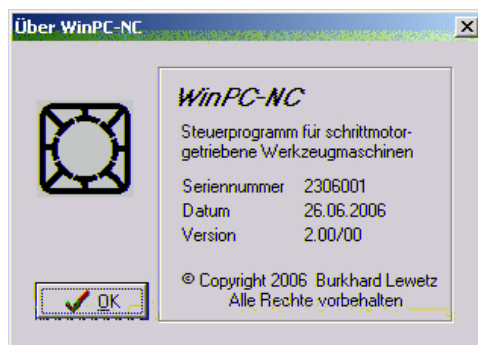 Über WinPC-NC
WinPC-NC
Steuerprogramm für schrittmotor-
getriebene Werkzeugmaschinen
Seriennummer 2306001
Datum 26.06.2006
Version 2.00/00
© Copyright 2006 Burkhard Lewetz
Alle Rechte vorbehalten
OK